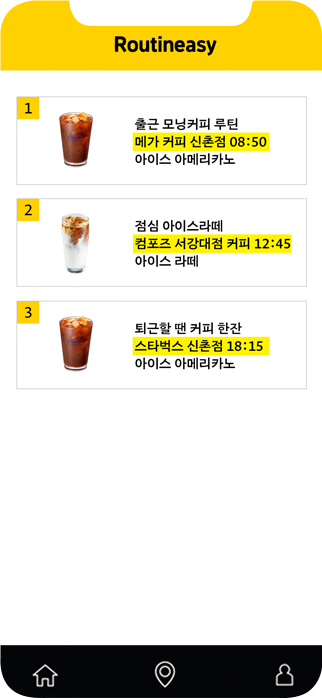 Routineasy
1
출근 모닝커피 루틴
메가 커피 신촌점 08:50
아이스 아메리카노
2
점심 아이스라떼
컴포즈 서강대점 커피 12:45
아이스 라떼
3
퇴근할 땐 커피 한잔
스타벅스 신촌점 18:15
아이스 아메리카노